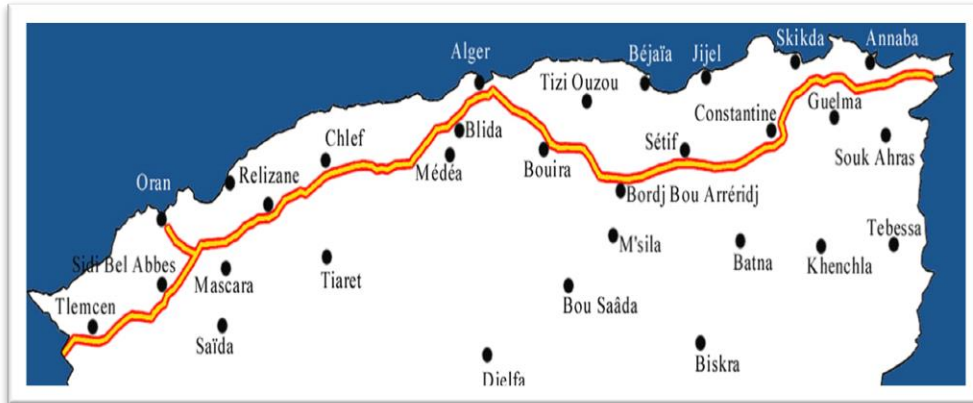 Skikda
Annaba
Alger
Béjaïa
Jijel
Tizi Ouzou
Guelma
Constantine
Blida
Chlef
Sétif
Souk Ahras
Médéa
Bouira
Relizane
Oran
Bordj Bou Arréridj
Tebessa
M'sila
Sidi Bel Abbes
Batna
Khenchla
Mascara
Tiaret
Bou Saâda
Tlemcen
Saïda
Biskra
Djelfa